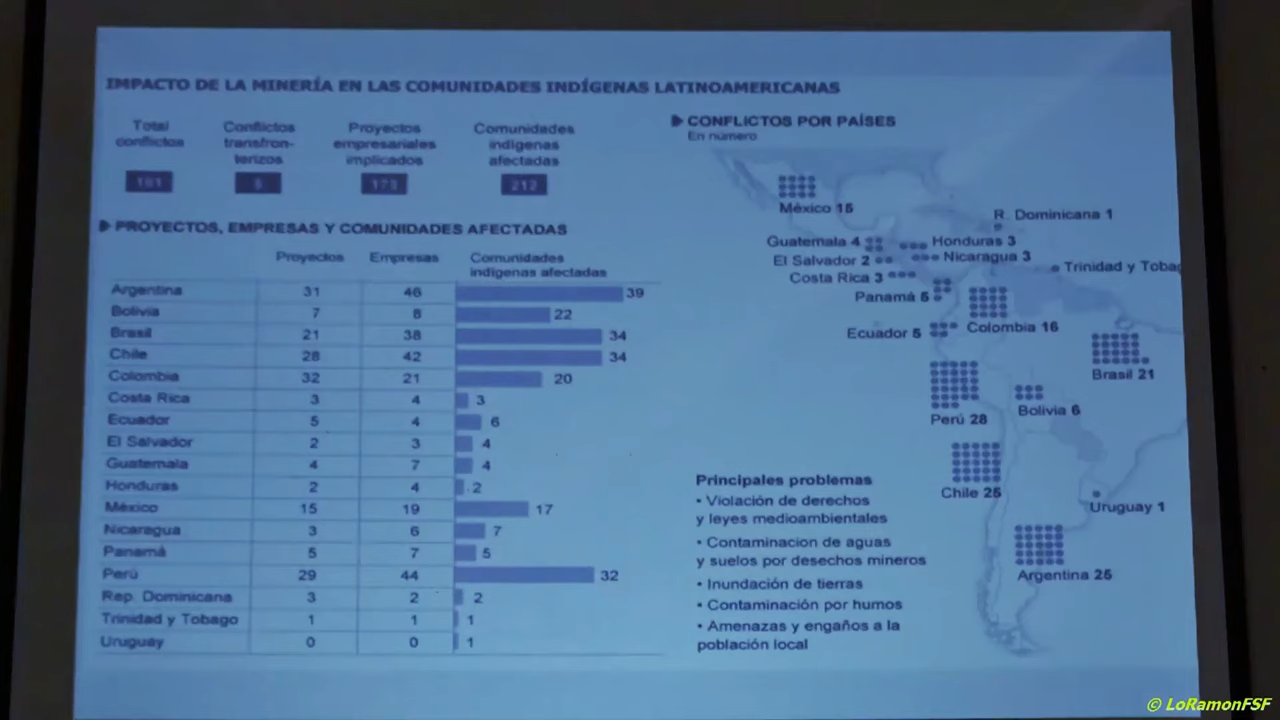 IMPACTO DE LA MINERÍA EN LAS COMUNIDADES INDÍGENAS LATINOAMERICANAS
Total conflictos
161
Conflictos transfron-
terizos
5
Proyectos empresariales implicados
173
Comunidades indígenas afectadas
212
PROYECTOS, EMPRESAS Y COMUNIDADES AFECTADAS
Proyectos Empresas Comunidades
indígenas afectadas
Argentina 31 46 39
Bolivia 7 8 22
Brasil 21 38 34
Chile 28 42 34
Colombia 32 21 20
Costa Rica 3 4 3
Ecuador 5 4 6
El Salvador 2 3 4
Guatemala 4 7 4
Honduras 2 4 2
México 15 19 17
Nicaragua 3 6 7
Panamá 5 7 5
Perú 29 44 32
Rep. Dominicana 3 2 2
Trinidad y Tobago 1 1 1
Uruguay 0 0 1
CONFLICTOS POR PAÍSES
En número
México 15
R. Dominicana 1
Guatemala 4
Honduras 3
El Salvador 2
Nicaragua 3
Costa Rica 3
Trinidad y Tobag
Panamá 5
Colombia 16
Ecuador 5
Brasil 21
Perú 28
Bolivia 6
Chile 25
Uruguay 1
Argentina 25
Principales problemas
• Violación de derechos
y leyes medioambientales
• Contaminacion de aguas
y suelos por desechos mineros
• Inundación de tierras
• Contaminación por humos
• Amenazas y engaños a la
población local
© LoRamonFSF